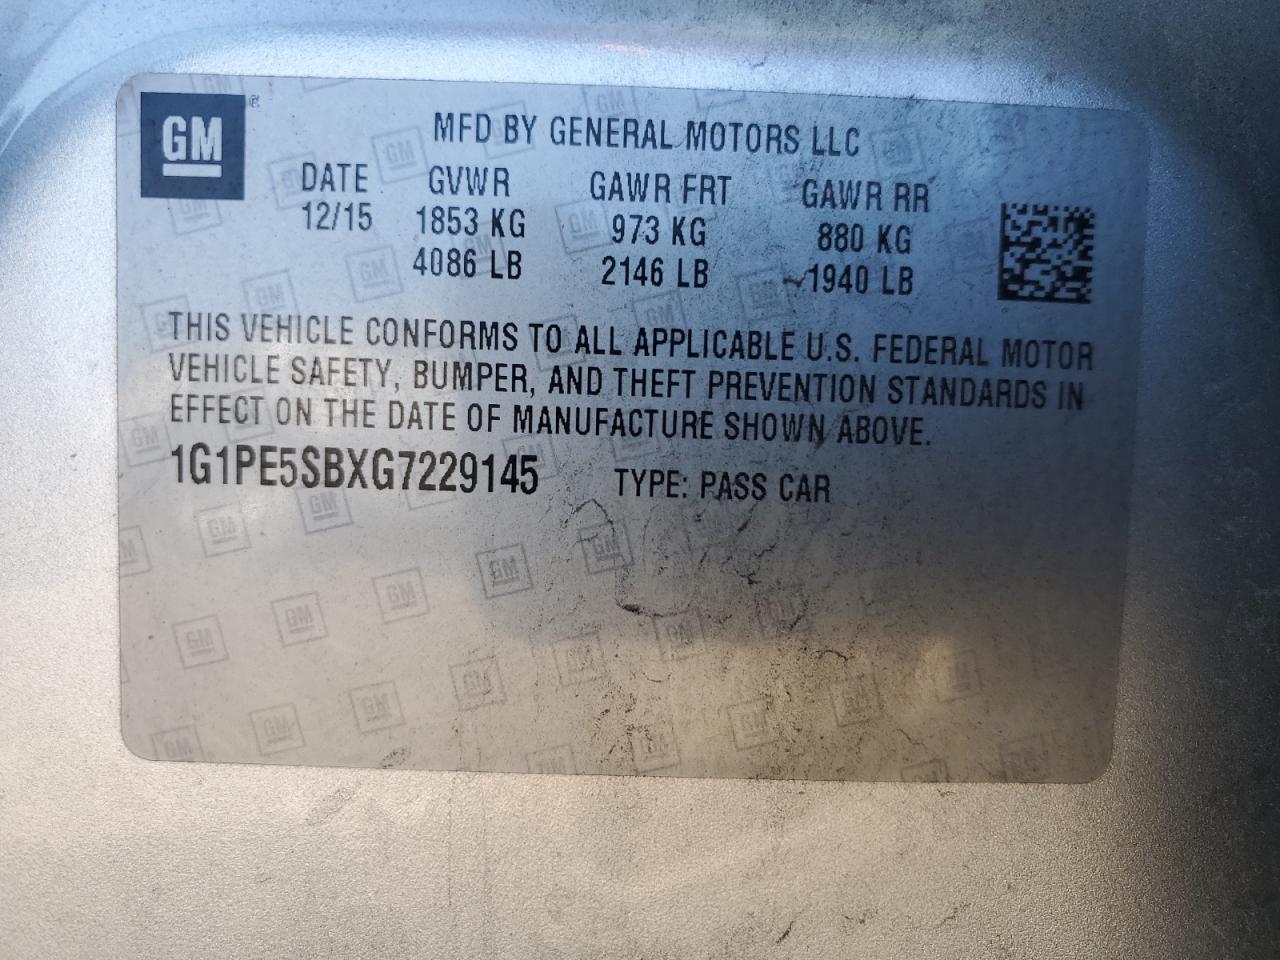 GM ®
MFD BY GENERAL MOTORS LLC
DATE GVWR GAWR FRT GAWR RR
12/15 1853 KG 973 KG 880 KG
4086 LB 2146 LB 1940 LB
THIS VEHICLE CONFORMS TO ALL APPLICABLE U.S. FEDERAL MOTOR
VEHICLE SAFETY, BUMPER, AND THEFT PREVENTION STANDARDS IN
EFFECT ON THE DATE OF MANUFACTURE SHOWN ABOVE.
1G1PE5SBXG7229145 TYPE: PASS CAR